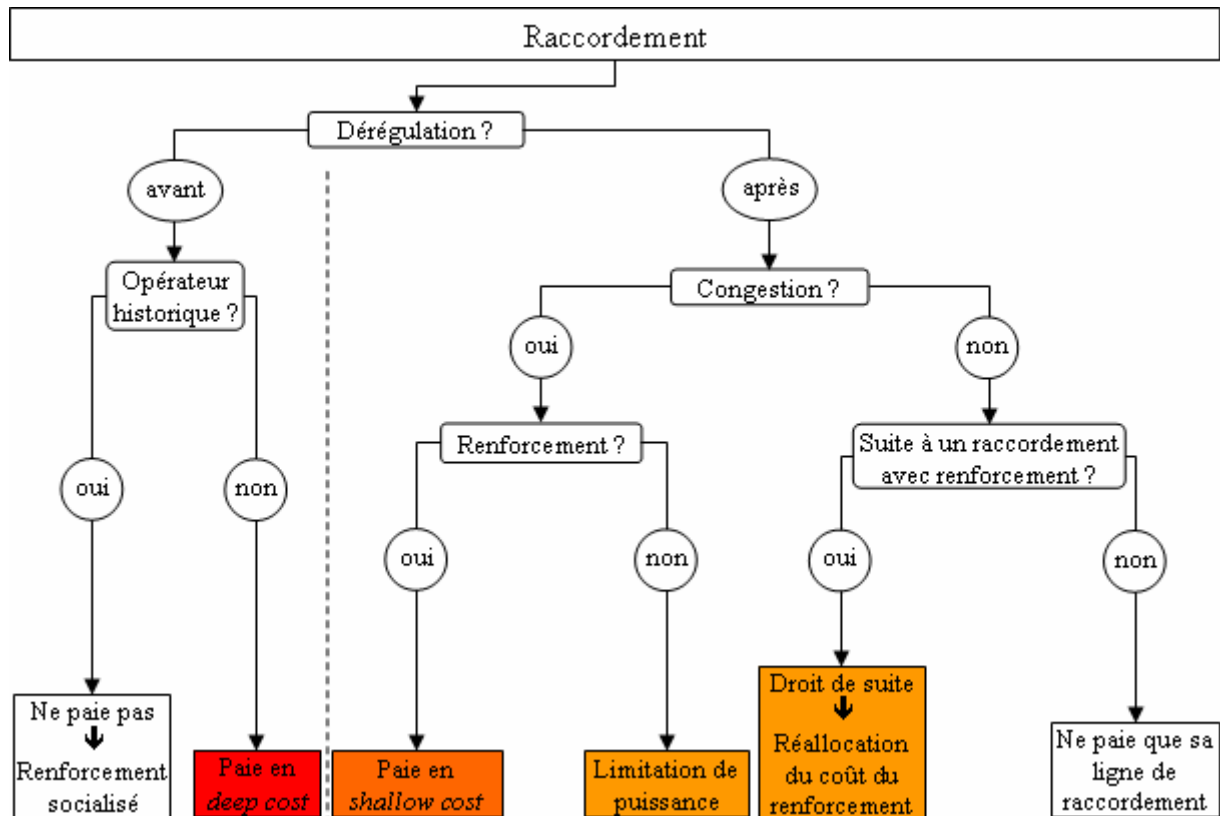 Raccordement
Dérégulation ?
avant
après
Opérateur
historique ?
Congestion ?
oui
non
Renforcement ?
Suite à un raccordement
avec renforcement ?
oui
non
oui
non
oui
non
Ne paie pas
Renforcement
socialisé
Paie en
deep cost
Paie en
shallow cost
Limitation de
puissance
Droit de suite
Réallocation
du coût du
renforcement
Ne paie que sa
ligne de
raccordement